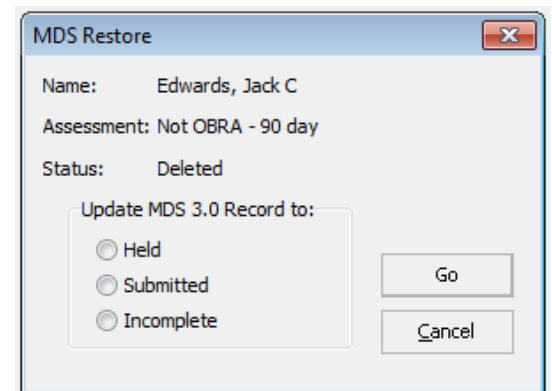 MDS Restore
Name: Edwards, Jack C
Assessment: Not OBRA - 90 day
Status: Deleted
Update MDS 3.0 Record to:
Held
Submitted
Incomplete
Go
Cancel